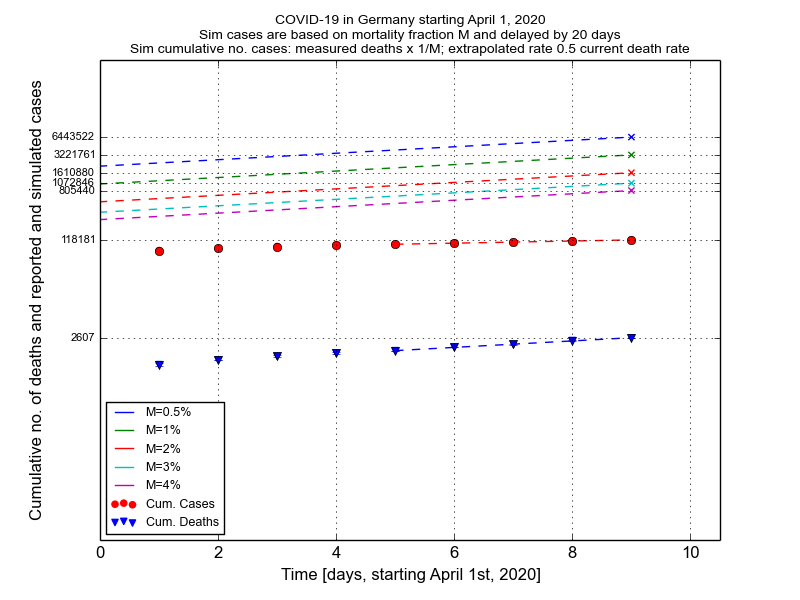 COVID-19 in Germany starting April 1, 2020
Sim cases are based on mortality fraction M and delayed by 20 days
Sim cumulative no. cases: measured deaths x 1/M; extrapolated rate 0.5 current death rate
Cumulative no. of deaths and reported and simulated cases
6443522
3221761
1610880
1072846
805440
118181
2607
M=0.5%
M=1%
M=2%
M=3%
M=4%
Cum. Cases
Cum. Deaths
0 2 4 6 8 10
Time [days, starting April 1st, 2020]